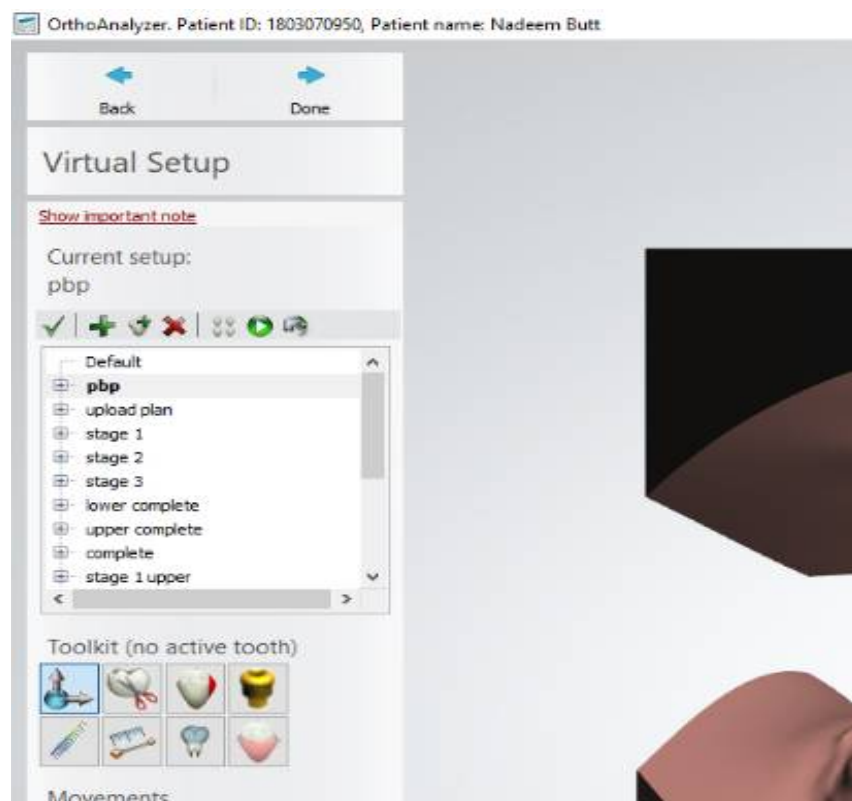 OrthoAnalyzer. Patient ID: 1803070950, Patient name: Nadeem Butt
Back Done
Virtual Setup
Show important note
Current setup:
pbp
Default
pbp
upload plan
stage 1
stage 2
stage 3
lower complete
upper complete
complete
stage 1 upper
Toolkit (no active tooth)
Movements